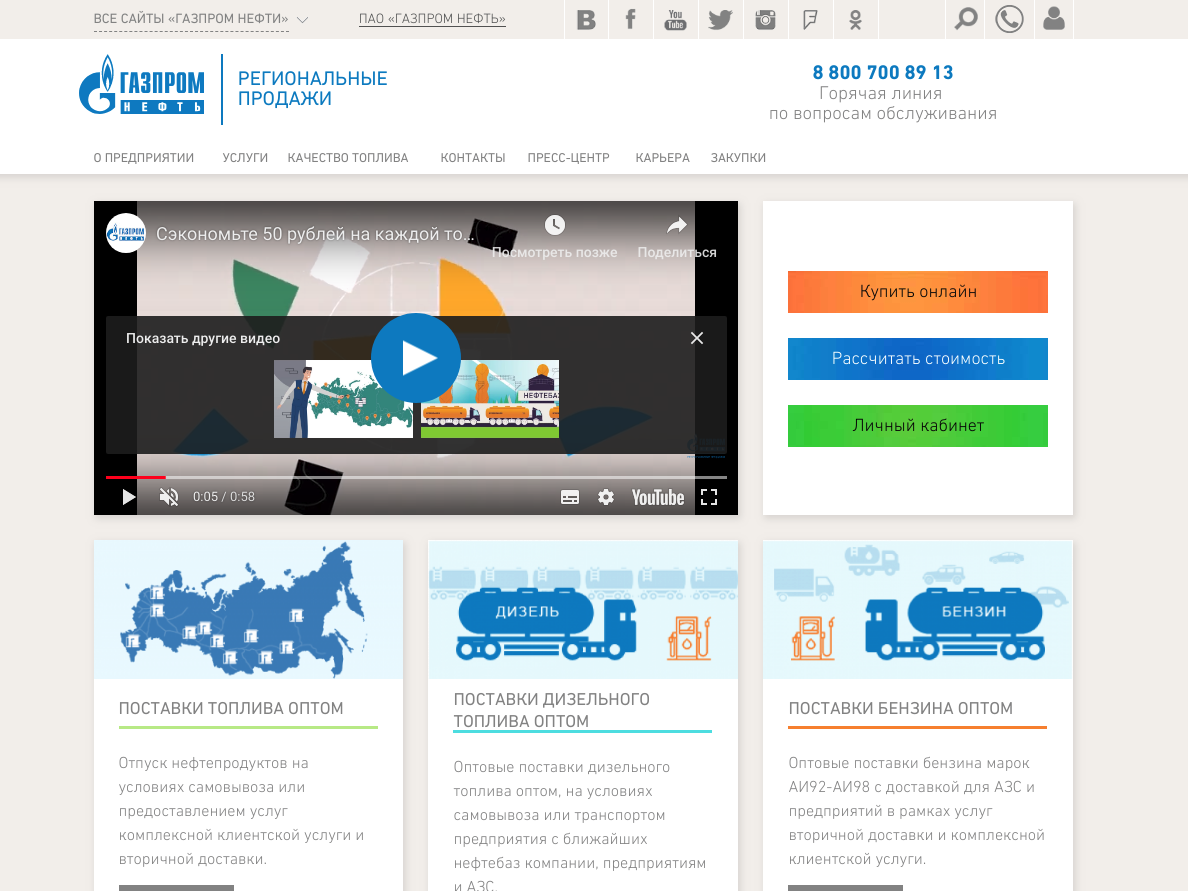 ВСЕ САЙТЫ «ГАЗПРОМ НЕФТИ»
ПАО «ГАЗПРОМ НЕФТЬ»
B
f
You
Tube
ГАЗПРОМ
НЕФТЬ
РЕГИОНАЛЬНЫЕ
ПРОДАЖИ
8 800 700 89 13
Горячая линия
по вопросам обслуживания
О ПРЕДПРИЯТИИ УСЛУГИ КАЧЕСТВО ТОПЛИВА КОНТАКТЫ ПРЕСС-ЦЕНТР КАРЬЕРА ЗАКУПКИ
ГАЗПРОМ
НЕФТЬ
Сэкономьте 50 рублей на каждой то...
Посмотреть позже Поделиться
Показать другие видео
НЕФТЕБАЗ
0:05 / 0:58
YouTube
Купить онлайн
Рассчитать стоимость
Личный кабинет
ПОСТАВКИ ТОПЛИВА ОПТОМ
Отпуск нефтепродуктов на
условиях самовывоза или
предоставлением услуг
комплексной клиентской услуги и
вторичной доставки.
ДИЗЕЛЬ
ПОСТАВКИ ДИЗЕЛЬНОГО
ТОПЛИВА ОПТОМ
Оптовые поставки дизельного
топлива оптом, на условиях
самовывоза или транспортом
предприятия с ближайших
нефтебаз компании, предприятиям
и АЗС.
БЕНЗИН
ПОСТАВКИ БЕНЗИНА ОПТОМ
Оптовые поставки бензина марок
АИ92-АИ98 с доставкой для АЗС и
предприятий в рамках услуг
вторичной доставки и комплексной
клиентской услуги.